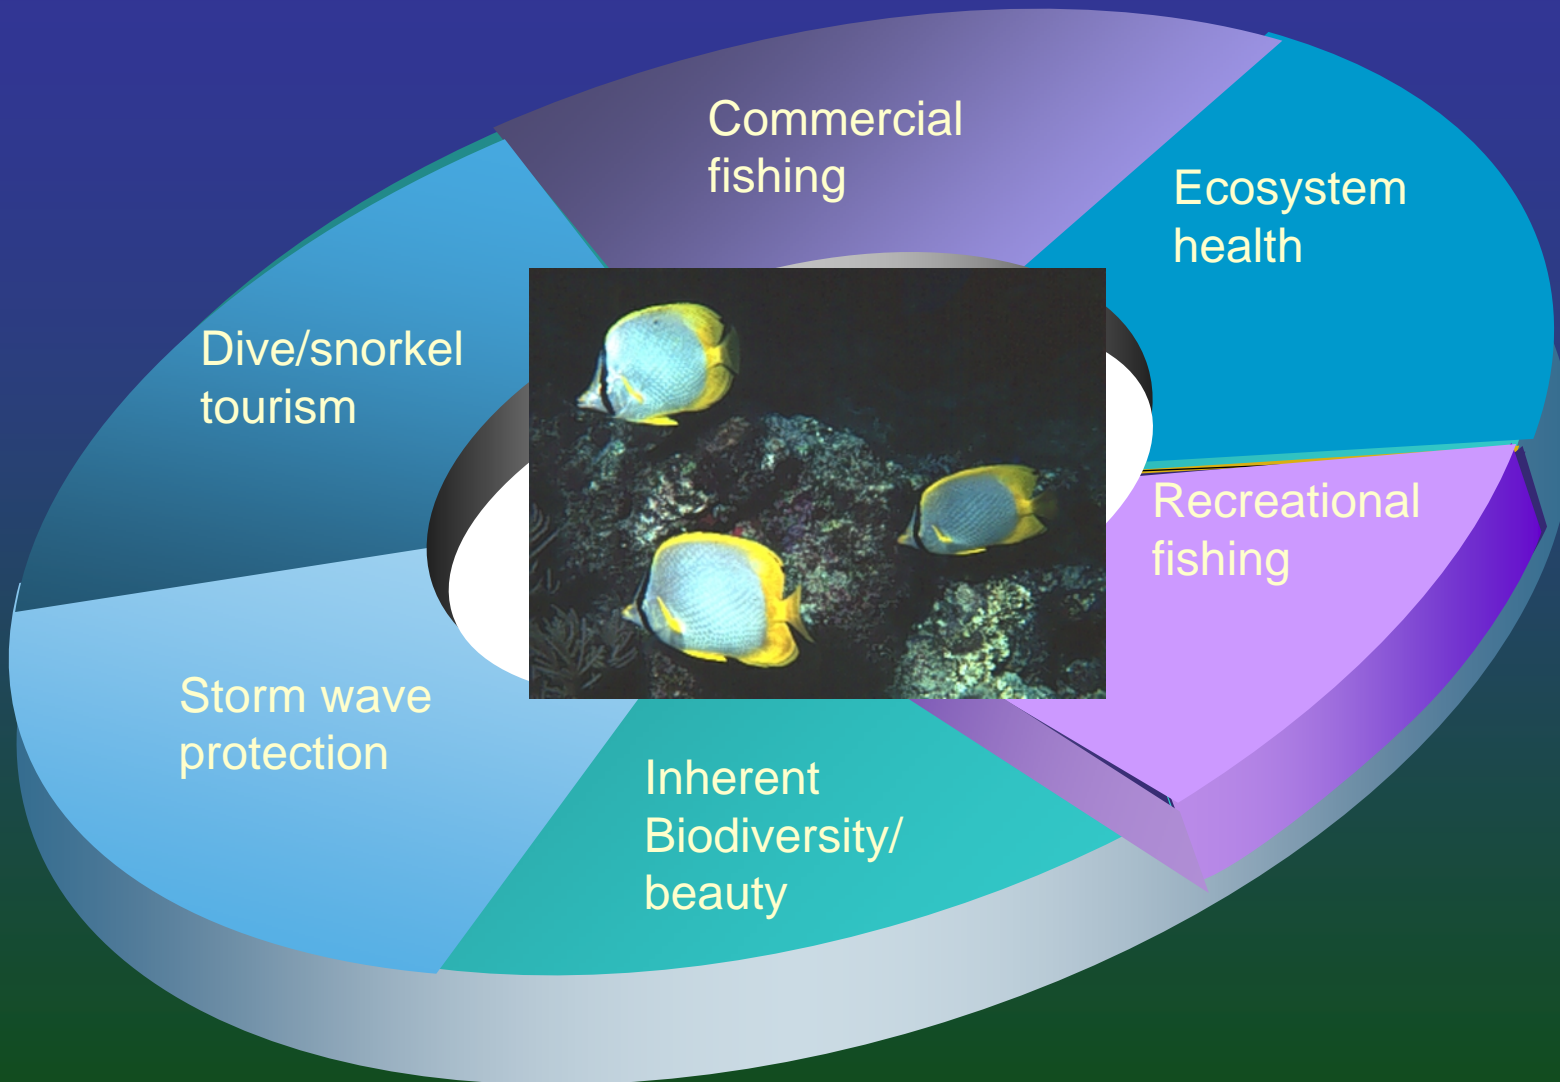 Commercial
fishing
Ecosystem
health
Dive/snorkel
tourism
Recreational
fishing
Storm wave
protection
Inherent
Biodiversity/
beauty